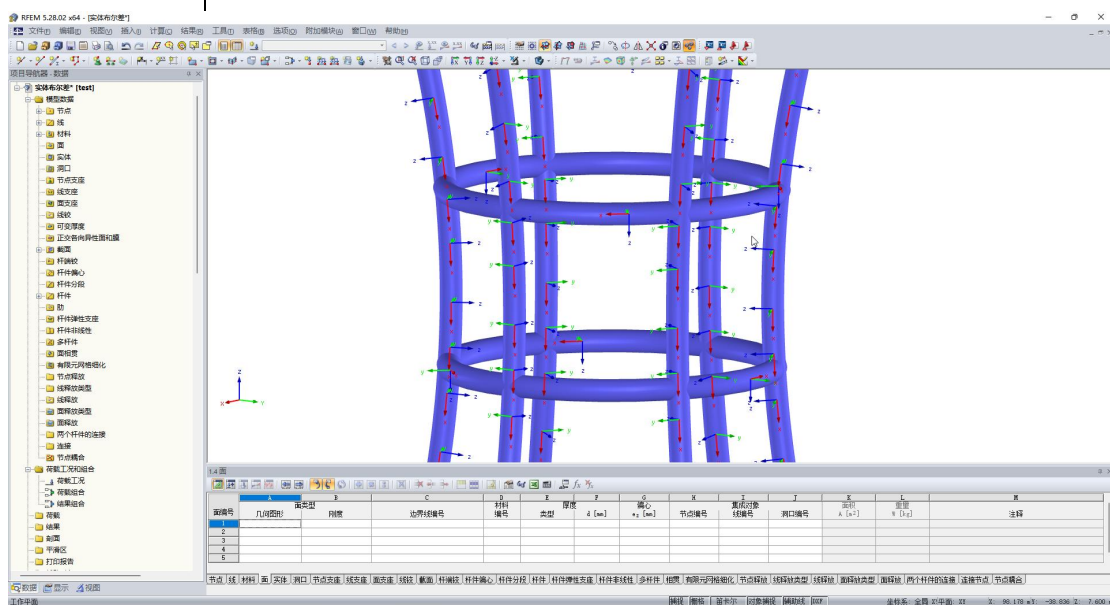 RFEM 5.28.02 x64 - [实体布尔差*]
文件(F) 编辑(E) 视图(V) 插入(I) 计算(C) 结果(R) 工具(T) 表格(B) 选项(O) 附加模块(A) 窗口(W) 帮助(H)
项目导航器 - 数据
实体布尔差* [test]
模型数据
节点
线
材料
面
实体
洞口
节点支座
线支座
面支座
线铰
可变厚度
正交各向异性面和膜
截面
杆端铰
杆件偏心
杆件分段
杆件
肋
杆件弹性支座
杆件非线性
多杆件
面相贯
有限元网格细化
节点释放
线释放类型
线释放
面释放类型
面释放
两个杆件的连接
连接
节点耦合
荷载工况和组合
荷载工况
荷载组合
结果组合
荷载
结果
剖面
平滑区
打印报告
数据 显示 视图
工作平面
z
x y
1.4 面
A B C D E F G H I J K L M
面编号 面类型 材料 厚度 偏心 集成对象 面积 重量
几何图形 刚度 边界线编号 编号 类型 d [mm] ez [mm] 节点编号 线编号 洞口编号 A [m²] W [kg] 注释
1
2
3
4
5
节点 线 材料 面 实体 洞口 节点支座 线支座 面支座 线铰 截面 杆端铰 杆件偏心 杆件分段 杆件 杆件弹性支座 杆件非线性 多杆件 相贯 有限元网格细化 节点释放 线释放类型 线释放 面释放类型 面释放 两个杆件的连接 连接节点 节点耦合
捕捉 栅格 笛卡尔 对象捕捉 辅助线 DXF 坐标系: 全局 XY 平面: XY X: 98.178 m Y: -38.836 Z: 7.600